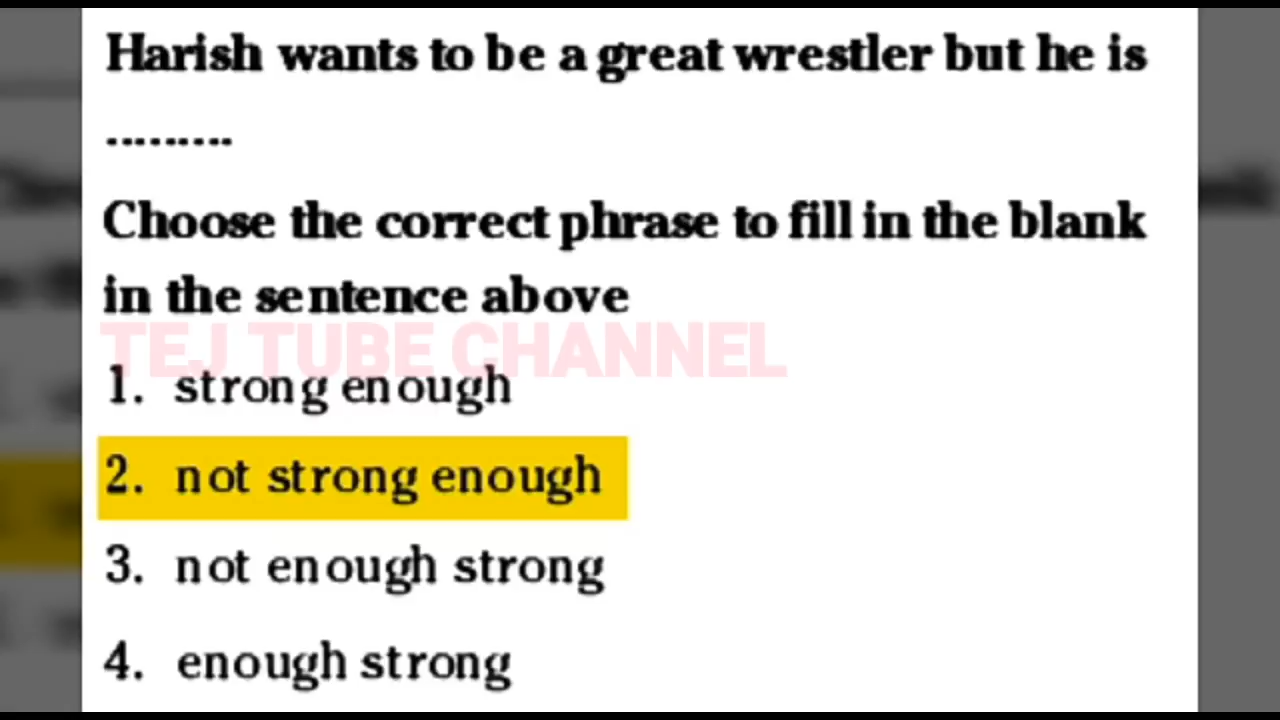 Harish wants to be a great wrestler but he is
.........
Choose the correct phrase to fill in the blank
in the sentence above
TEJ TUBE CHANNEL
1. strong enough
2. not strong enough
3. not enough strong
4. enough strong